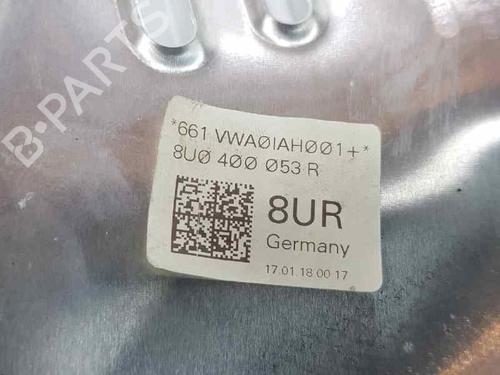 B-PARTS
*661 VWA0IAH001+*
8U0 400 053 R
8UR
Germany
17.01.18 00 17